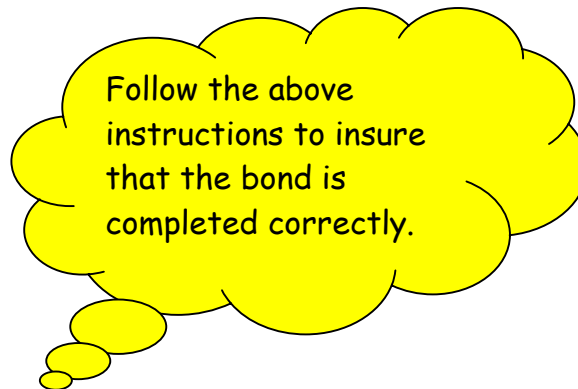 Follow the above
instructions to insure
that the bond is
completed correctly.